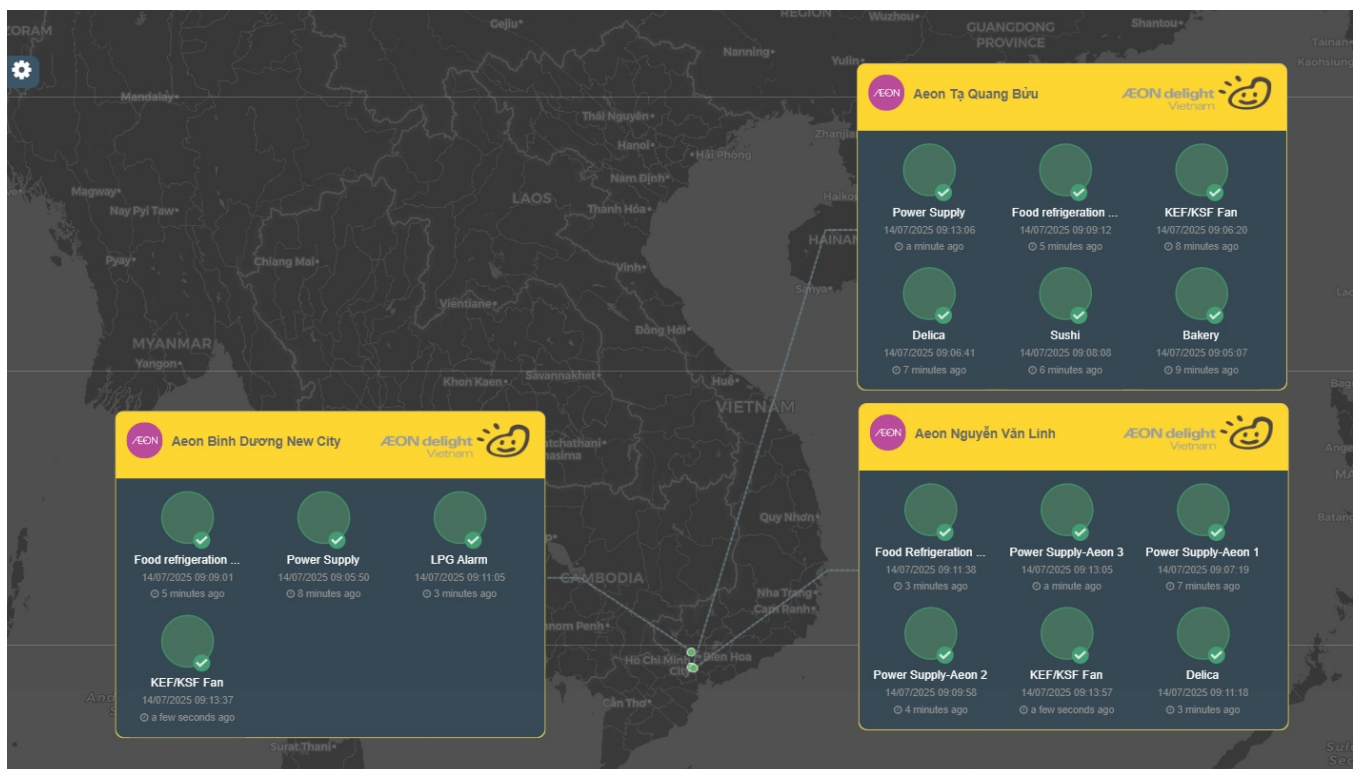 ZORAM
Gejiu
REGION
Wuzhou
GUANGDONG
PROVINCE
Shantou
Tainan
Kaohsiung
Nanning
Yulin
Mandalay
Thái Nguyên
Hanoi
Hải Phòng
Zhanjia
Nam Định
Magway
Nay Pyi Taw
LAOS
Thanh Hóa
Haiko
HAINAN
Pyay
Chiang Mai
Vinh
Sanya
Vientiane
Đồng Hới
MYANMAR
Yangon
Khon Kaen
Savannakhet
Huế
VIETNAM
AEON
Aeon Tạ Quang Bửu
ÆON delight
Vietnam
Power Supply
14/07/2025 09:13:06
a minute ago
Food refrigeration ...
14/07/2025 09:09:12
5 minutes ago
KEF/KSF Fan
14/07/2025 09:06:20
8 minutes ago
Delica
14/07/2025 09:06:41
7 minutes ago
Sushi
14/07/2025 09:08:08
6 minutes ago
Bakery
14/07/2025 09:05:07
9 minutes ago
ÆON
Aeon Bình Dương New City
ÆON delight
Vietnam
Food refrigeration ...
14/07/2025 09:09:01
5 minutes ago
Power Supply
14/07/2025 09:05:50
8 minutes ago
LPG Alarm
14/07/2025 09:11:05
3 minutes ago
KEF/KSF Fan
14/07/2025 09:13:37
a few seconds ago
ÆON
Aeon Nguyễn Văn Linh
ÆON delight
Vietnam
Food Refrigeration ...
14/07/2025 09:11:38
3 minutes ago
Power Supply-Aeon 3
14/07/2025 09:13:05
a minute ago
Power Supply-Aeon 1
14/07/2025 09:07:19
7 minutes ago
Power Supply-Aeon 2
14/07/2025 09:09:58
4 minutes ago
KEF/KSF Fan
14/07/2025 09:13:57
a few seconds ago
Delica
14/07/2025 09:11:18
3 minutes ago
atchathani
hasima
Quy Nhơn
CAMBODIA
Nha Trang
Cam Ranh
hnom Penh
Ho Chi Minh
City
Bien Hoa
Cần Thơ
Surat Thani
Batang